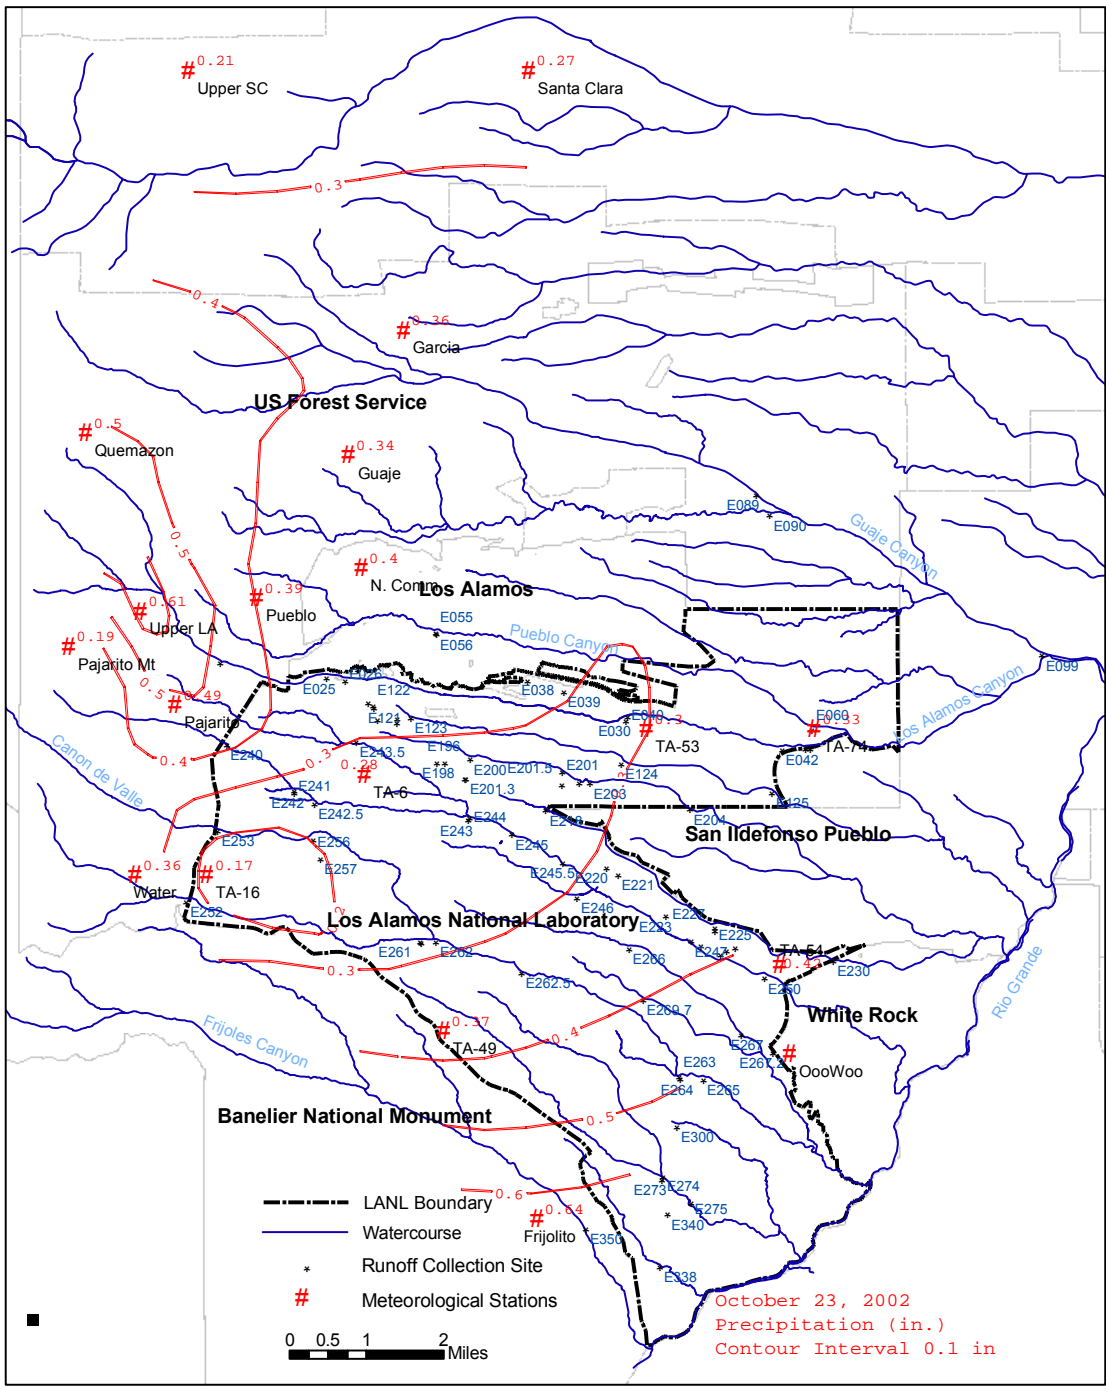 0.21
Upper SC
0.27
Santa Clara
0.3
0.4
0.36
Garcia
US Forest Service
0.5
Quemazon
0.34
Guaje
E089
E090
Guaje Canyon
0.5
0.4
N. Comm
Los Alamos
0.39
Pueblo
0.61
Upper LA
E055
E056
Pueblo Canyon
0.19
Pajarito Mt
E099
0.5
0.49
Pajarito
E025
E026
E122
E038
E039
Los Alamos Canyon
E121
E123
E030
E040
0.3
TA-53
E060
0.33
TA-74
E042
Canon de Valle
0.4
E240
0.3
E243.5
E196
0.28
TA-6
E198
E200
E201.5
E201
E124
E201.3
E203
E241
E242
E242.5
E125
E204
E218
San Ildefonso Pueblo
E244
E243
E245
E253
E256
E257
0.36
Water
0.17
TA-16
E245.5
E220
E221
E246
E252
Los Alamos National Laboratory
E227
E223
E225
E261
E262
E266
TA-54
E230
0.3
E262.5
E250
E269.7
White Rock
Rio Grande
Frijoles Canyon
0.37
TA-49
0.4
E267
E267.2
OooWoo
E263
E264
E265
Banelier National Monument
0.5
E300
0.6
E273
E274
E275
E340
0.64
Frijolito
E350
E338
LANL Boundary
Watercourse
Runoff Collection Site
Meteorological Stations
0 0.5 1 2
Miles
October 23, 2002
Precipitation (in.)
Contour Interval 0.1 in